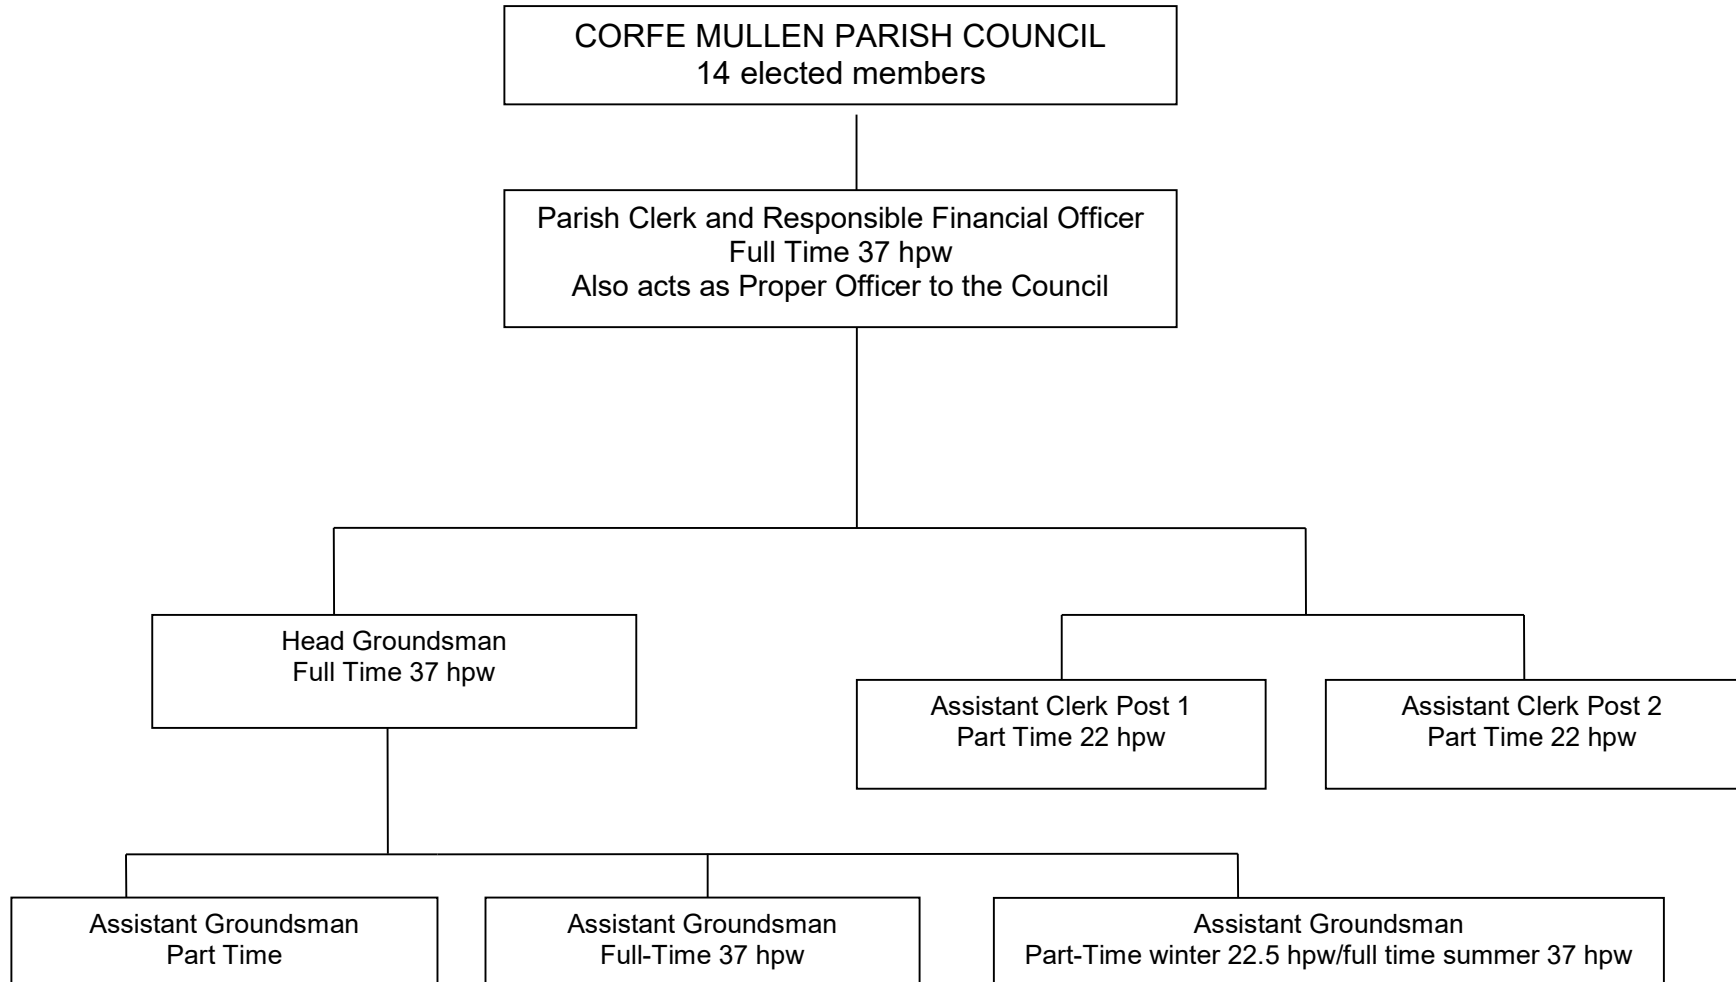 CORFE MULLEN PARISH COUNCIL
14 elected members
Parish Clerk and Responsible Financial Officer
Full Time 37 hpw
Also acts as Proper Officer to the Council
Head Groundsman
Full Time 37 hpw
Assistant Clerk Post 1
Part Time 22 hpw
Assistant Clerk Post 2
Part Time 22 hpw
Assistant Groundsman
Part Time
Assistant Groundsman
Full-Time 37 hpw
Assistant Groundsman
Part-Time winter 22.5 hpw/full time summer 37 hpw